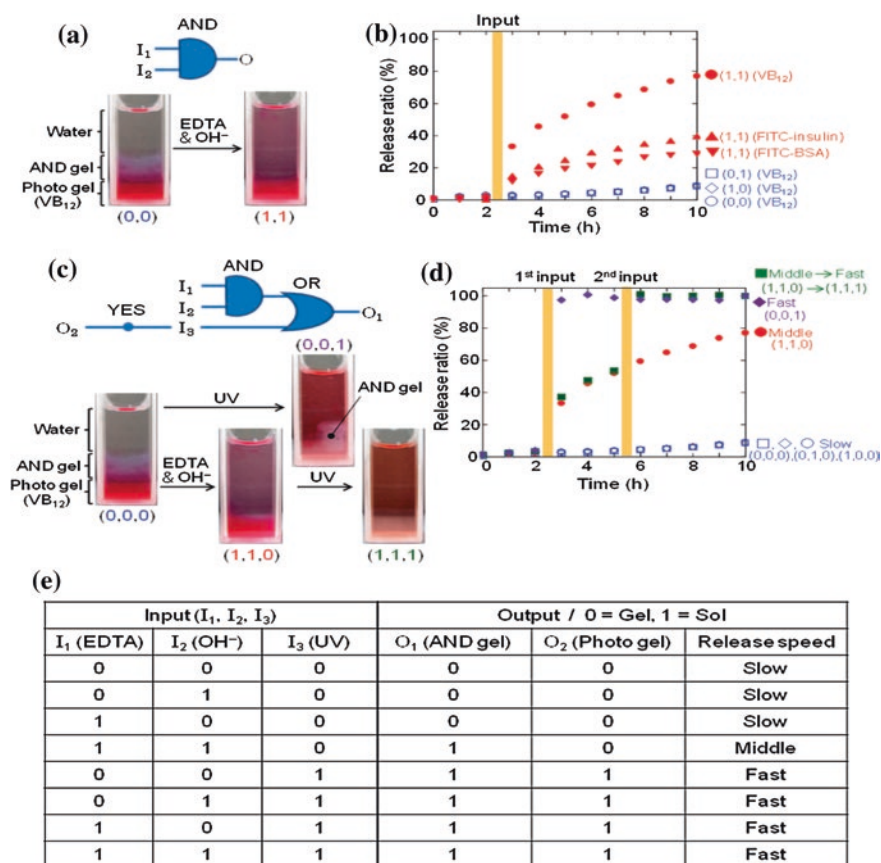 (a)
AND
I₁
I₂
O
Water
AND gel
Photo gel
(VB₁₂)
EDTA
& OH⁻
(0,0)
(1,1)
(b)
Input
Release ratio (%)
100
80
60
40
20
0
0 2 4 6 8 10
Time (h)
(1,1) (VB₁₂)
(1,1) (FITC-insulin)
(1,1) (FITC-BSA)
(0,1) (VB₁₂)
(1,0) (VB₁₂)
(0,0) (VB₁₂)
(c)
AND
I₁
I₂
OR
O₁
YES
O₂
I₃
(0,0,1)
AND gel
UV
Water
AND gel
Photo gel
(VB₁₂)
EDTA
& OH⁻
UV
(0,0,0)
(1,1,0)
(1,1,1)
(d)
1st input 2nd input
Release ratio (%)
100
80
60
40
20
0
0 2 4 6 8 10
Time (h)
Middle → Fast
(1,1,0) → (1,1,1)
Fast
(0,0,1)
Middle
(1,1,0)
Slow
(0,0,0),(0,1,0),(1,0,0)
(e)
Input (I₁, I₂, I₃) Output / 0 = Gel, 1 = Sol
I₁ (EDTA) I₂ (OH⁻) I₃ (UV) O₁ (AND gel) O₂ (Photo gel) Release speed
0 0 0 0 0 Slow
0 1 0 0 0 Slow
1 0 0 0 0 Slow
1 1 0 1 0 Middle
0 0 1 1 1 Fast
0 1 1 1 1 Fast
1 0 1 1 1 Fast
1 1 1 1 1 Fast